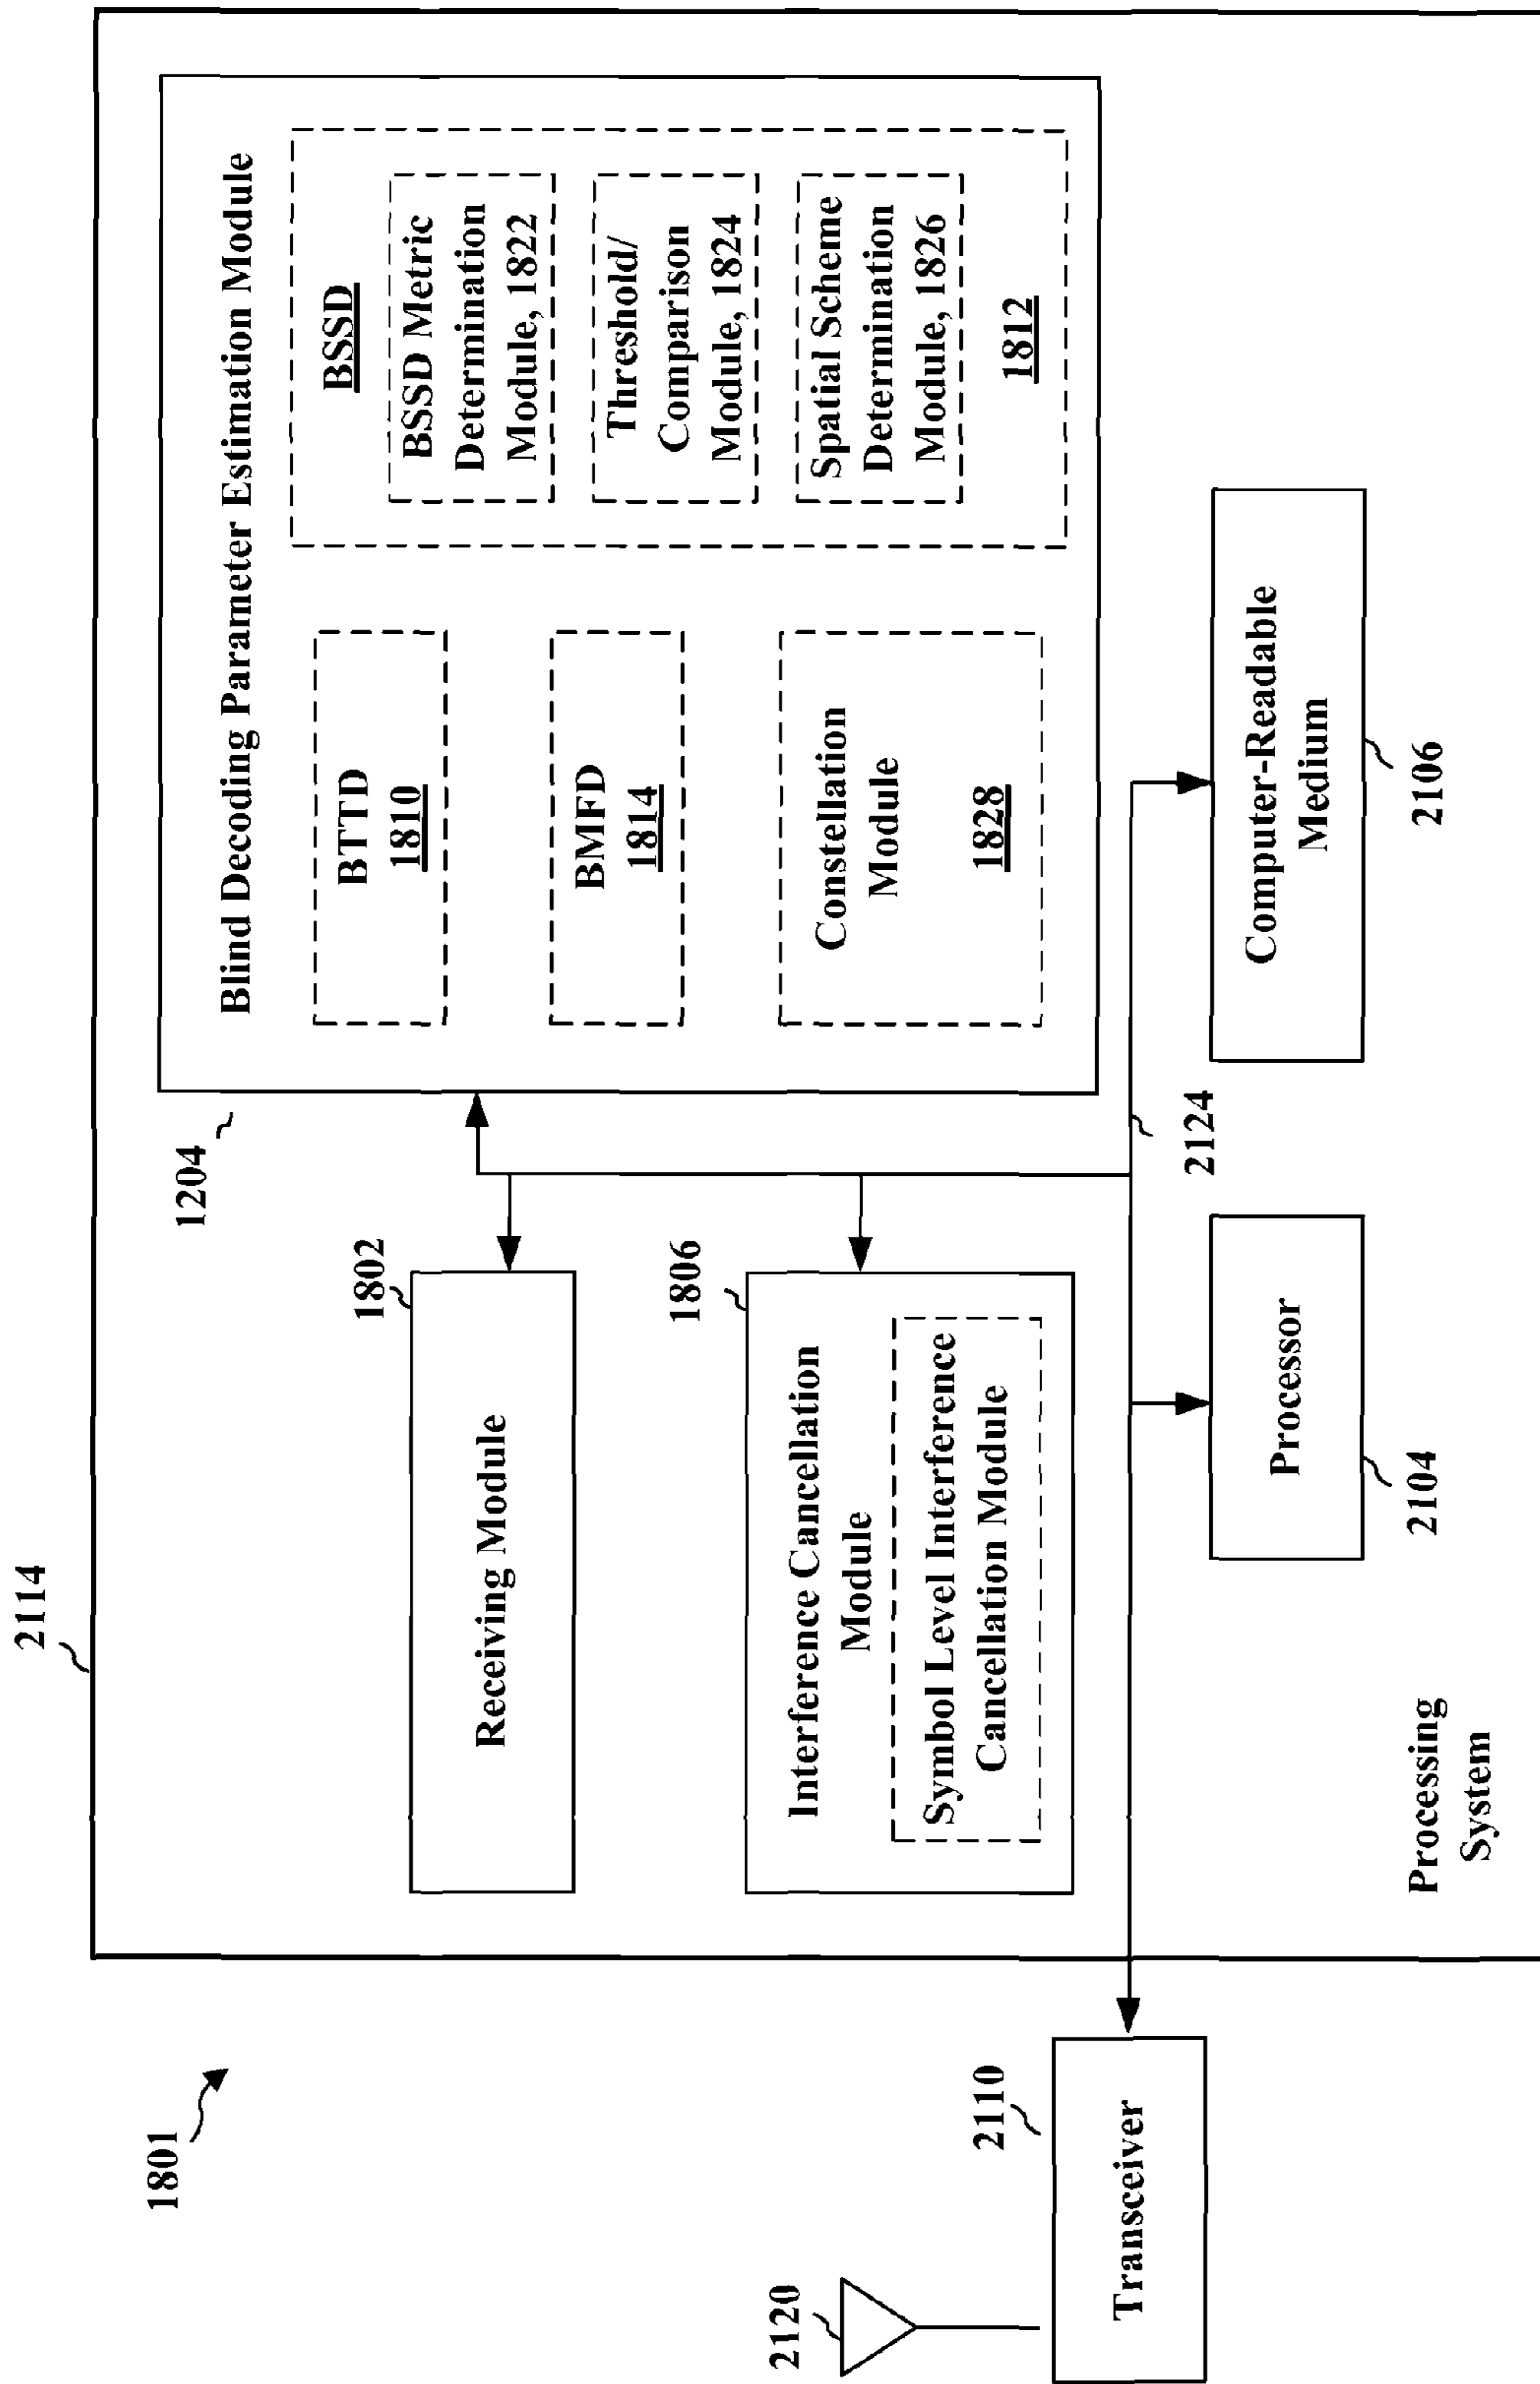 1801
2114
2120
2110
Transceiver
1802
Receiving Module
1806
Interference Cancellation
Module
Symbol Level Interference
Cancellation Module
1204
Blind Decoding Parameter Estimation Module
BTTD
1810
BMFD
1814
Constellation
Module
1828
BSSD
BSSD Metric
Determination
Module, 1822
Threshold/
Comparison
Module, 1824
Spatial Scheme
Determination
Module, 1826
1812
2124
Processor
2104
Computer-Readable
Medium
2106
Processing
System